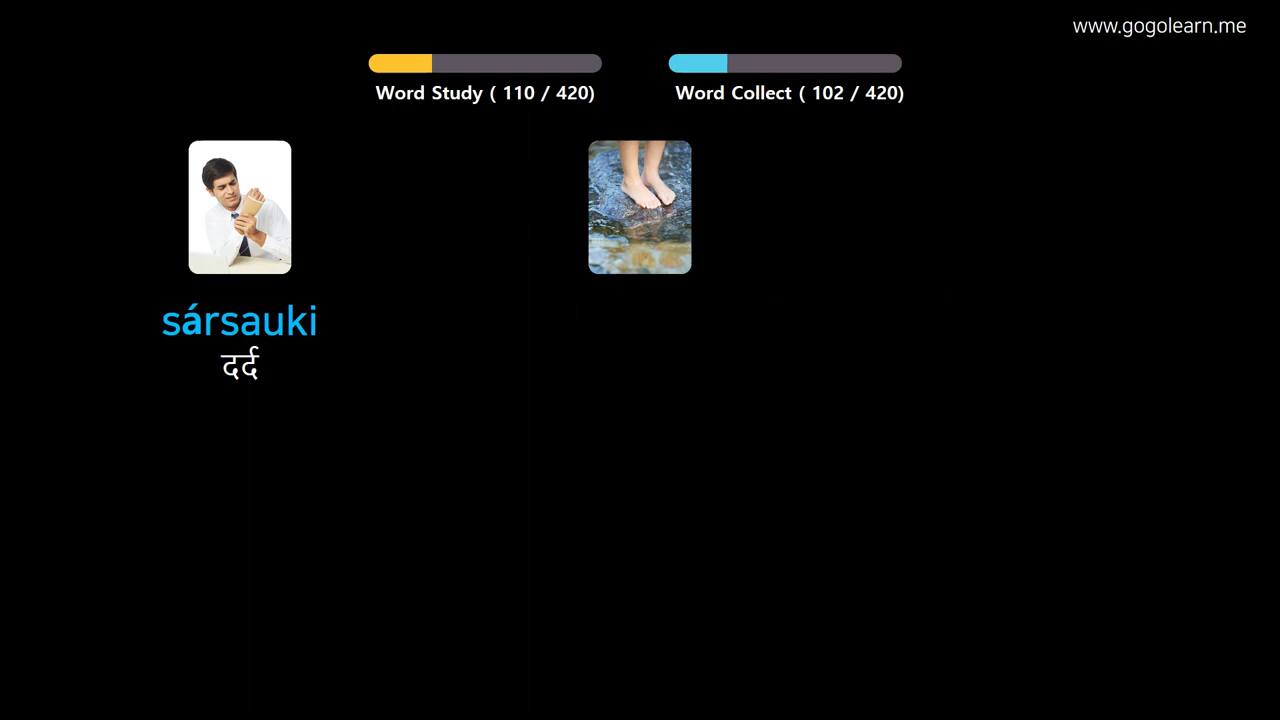 www.gogolearn.me
Word Study ( 110 / 420)
Word Collect ( 102 / 420)
sársauki
दर्द